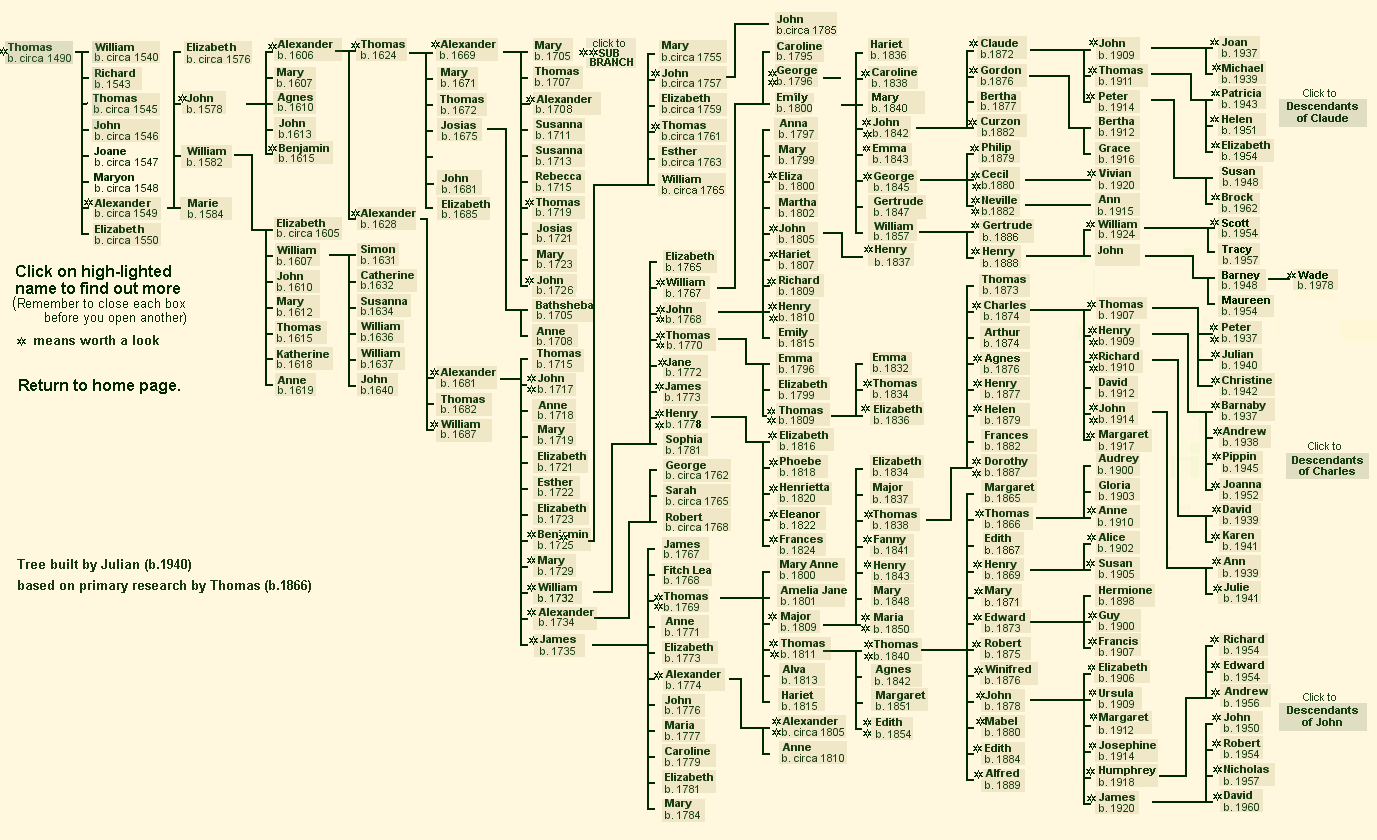 Thomas
b. circa 1490
William
b. circa 1540
Richard
b. 1543
Thomas
b. circa 1545
John
b. circa 1546
Joane
b. circa 1547
Maryon
b. circa 1548
Alexander
b. circa 1549
Elizabeth
b. circa 1550
Click on high-lighted
name to find out more
(Remember to close each box
before you open another)
✡ means worth a look
Return to home page.
Tree built by Julian (b.1940)
based on primary research by Thomas (b.1866)
Elizabeth
b. circa 1576
John
b. 1578
William
b. 1582
Marie
b. 1584
Alexander
b. 1606
Mary
b. 1607
Agnes
b. 1610
John
b.1613
Benjamin
b. 1615
Elizabeth
b. circa 1605
William
b. 1607
John
b. 1610
Mary
b. 1612
Thomas
b. 1615
Katherine
b. 1618
Anne
b. 1619
Thomas
b. 1624
Alexander
b. 1628
Simon
b. 1631
Catherine
b. 1632
Susanna
b. 1634
William
b. 1636
William
b. 1637
John
b. 1640
Alexander
b. 1669
Mary
b. 1671
Thomas
b. 1672
Josias
b. 1675
John
b. 1681
Elizabeth
b. 1685
Alexander
b. 1681
Thomas
b. 1682
William
b. 1687
Mary
b. 1705
Thomas
b. 1707
Alexander
b. 1708
Susanna
b. 1711
Susanna
b. 1713
Rebecca
b. 1715
Thomas
b. 1719
Josias
b. 1721
Mary
b. 1723
John
b. 1726
Bathsheba
b. 1705
Anne
b. 1708
Thomas
b. 1715
John
b. 1717
Anne
b. 1718
Mary
b. 1719
Elizabeth
b. 1721
Esther
b. 1722
Elizabeth
b. 1723
Benjamin
b. 1725
Mary
b. 1729
William
b. 1732
Alexander
b. 1734
James
b. 1735
click to
SUB
BRANCH
Mary
b.circa 1755
John
b.circa 1757
Elizabeth
b.circa 1759
Thomas
b.circa 1761
Esther
b.circa 1763
William
b. circa 1765
Elizabeth
b. 1765
William
b. 1767
John
b. 1768
Thomas
b. 1770
Jane
b. 1772
James
b. 1773
Henry
b. 1778
Sophia
b. 1781
George
b. circa 1762
Sarah
b. circa 1765
Robert
b. circa 1768
James
b. 1767
Fitch Lea
b. 1768
Thomas
b. 1769
Anne
b. 1771
Elizabeth
b. 1773
Alexander
b. 1774
John
b. 1776
Maria
b. 1777
Caroline
b. 1779
Elizabeth
b. 1781
Mary
b. 1784
John
b.circa 1785
Caroline
b. 1795
George
b. 1796
Emily
b. 1800
Anna
b. 1797
Mary
b. 1799
Eliza
b. 1800
Martha
b. 1802
John
b. 1805
Hariet
b. 1807
Richard
b. 1809
Henry
b. 1810
Emily
b. 1815
Emma
b. 1796
Elizabeth
b. 1799
Thomas
b. 1809
Elizabeth
b. 1816
Phoebe
b. 1818
Henrietta
b. 1820
Eleanor
b. 1822
Frances
b. 1824
Mary Anne
b. 1800
Amelia Jane
b. 1801
Major
b. 1809
Thomas
b. 1811
Alva
b. 1813
Hariet
b. 1815
Alexander
b. circa 1805
Anne
b. circa 1810
Hariet
b. 1836
Caroline
b. 1838
Mary
b. 1840
John
b. 1842
Emma
b. 1843
George
b. 1845
Gertrude
b. 1847
William
b. 1857
Henry
b. 1837
Emma
b. 1832
Thomas
b. 1834
Elizabeth
b. 1836
Elizabeth
b. 1834
Major
b. 1837
Thomas
b. 1838
Fanny
b. 1841
Henry
b. 1843
Mary
b. 1848
Maria
b. 1850
Thomas
b. 1840
Agnes
b. 1842
Margaret
b. 1851
Edith
b. 1854
Claude
b. 1872
Gordon
b. 1876
Bertha
b. 1877
Curzon
b. 1882
Philip
b. 1879
Cecil
b. 1880
Neville
b. 1882
Gertrude
b. 1886
Henry
b. 1888
Thomas
b. 1873
Charles
b. 1874
Arthur
b. 1874
Agnes
b. 1876
Henry
b. 1877
Helen
b. 1879
Frances
b. 1882
Dorothy
b. 1887
Margaret
b. 1865
Thomas
b. 1866
Edith
b. 1867
Henry
b. 1869
Mary
b. 1871
Edward
b. 1873
Robert
b. 1875
Winifred
b. 1876
John
b. 1878
Mabel
b. 1880
Edith
b. 1884
Alfred
b. 1889
John
b. 1909
Thomas
b. 1911
Peter
b. 1914
Bertha
b. 1912
Grace
b. 1916
Vivian
b. 1920
Ann
b. 1915
William
b. 1924
John
Thomas
b. 1907
Henry
b. 1909
Richard
b. 1910
David
b. 1912
John
b. 1914
Margaret
b. 1917
Audrey
b. 1900
Gloria
b. 1903
Anne
b. 1910
Alice
b. 1902
Susan
b. 1905
Hermione
b. 1898
Guy
b. 1900
Francis
b. 1907
Elizabeth
b. 1906
Ursula
b. 1909
Margaret
b. 1912
Josephine
b. 1914
Humphrey
b. 1918
James
b. 1920
Joan
b. 1937
Michael
b. 1939
Patricia
b. 1943
Helen
b. 1951
Elizabeth
b. 1954
Susan
b. 1948
Brock
b. 1962
Scott
b. 1954
Tracy
b. 1957
Barney
b. 1948
Maureen
b. 1954
Wade
b. 1978
Peter
b. 1937
Julian
b. 1940
Christine
b. 1942
Barnaby
b. 1937
Andrew
b. 1938
Pippin
b. 1945
Joanna
b. 1952
David
b. 1939
Karen
b. 1941
Ann
b. 1939
Julie
b. 1941
Richard
b. 1954
Edward
b. 1954
Andrew
b. 1956
John
b. 1950
Robert
b. 1954
Nicholas
b. 1957
David
b. 1960
Click to
Descendants
of Claude
Click to
Descendants
of Charles
Click to
Descendants
of John